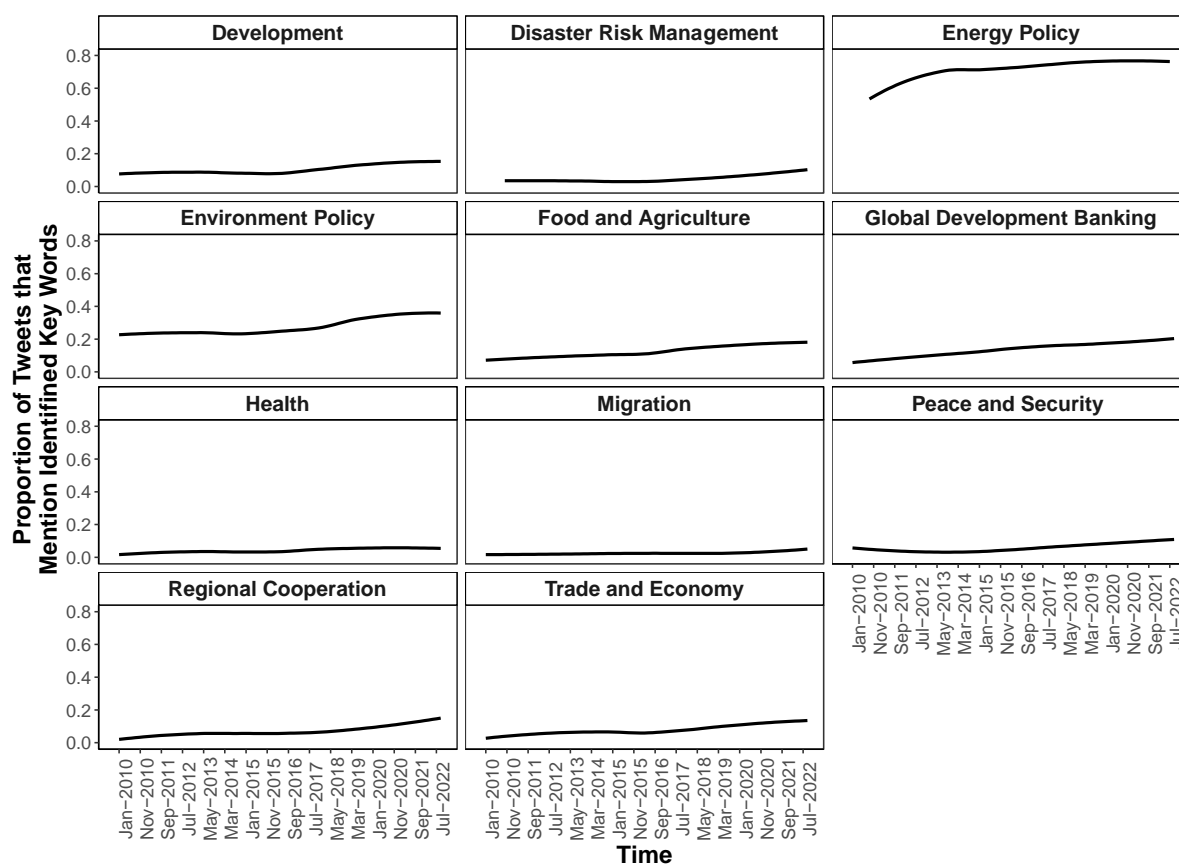 Development
Disaster Risk Management
Energy Policy
0.8
0.6
0.4
0.2
0.0
Environment Policy
Food and Agriculture
Global Development Banking
0.8
0.6
0.4
0.2
0.0
Health
Migration
Peace and Security
0.8
0.6
0.4
0.2
0.0
Regional Cooperation
Trade and Economy
0.8
0.6
0.4
0.2
0.0
Proportion of Tweets that
Mention Identifined Key Words
Jan−2010
Nov−2010
Sep−2011
Jul−2012
May−2013
Mar−2014
Jan−2015
Nov−2015
Sep−2016
Jul−2017
May−2018
Mar−2019
Jan−2020
Nov−2020
Sep−2021
Jul−2022
Jan−2010
Nov−2010
Sep−2011
Jul−2012
May−2013
Mar−2014
Jan−2015
Nov−2015
Sep−2016
Jul−2017
May−2018
Mar−2019
Jan−2020
Nov−2020
Sep−2021
Jul−2022
Jan−2010
Nov−2010
Sep−2011
Jul−2012
May−2013
Mar−2014
Jan−2015
Nov−2015
Sep−2016
Jul−2017
May−2018
Mar−2019
Jan−2020
Nov−2020
Sep−2021
Jul−2022
Time